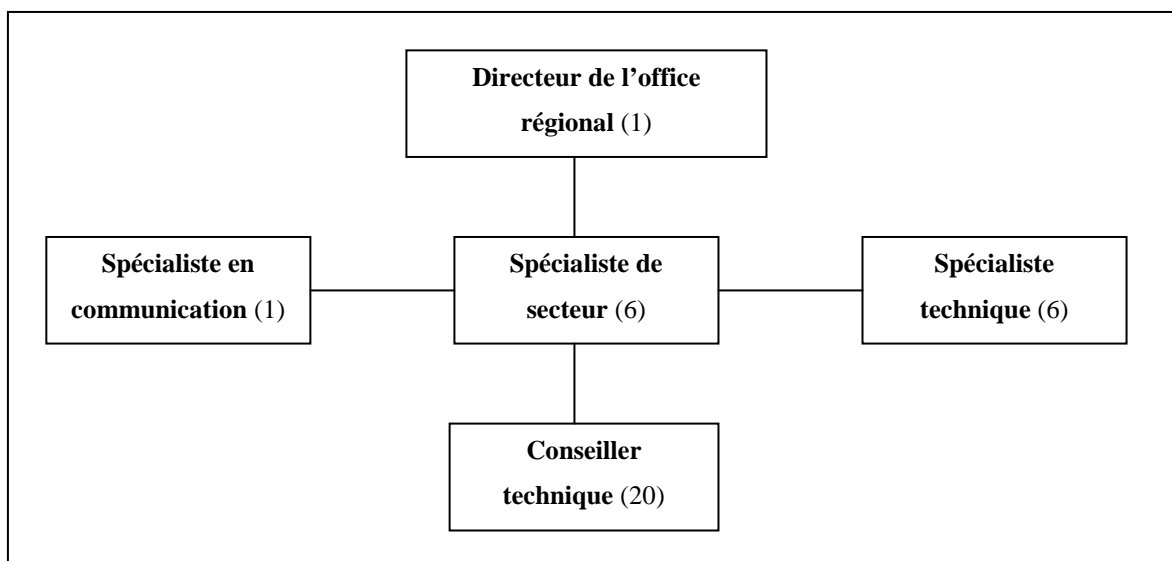 Directeur de l’office
régional (1)
Spécialiste en
communication (1)
Spécialiste de
secteur (6)
Spécialiste
technique (6)
Conseiller
technique (20)